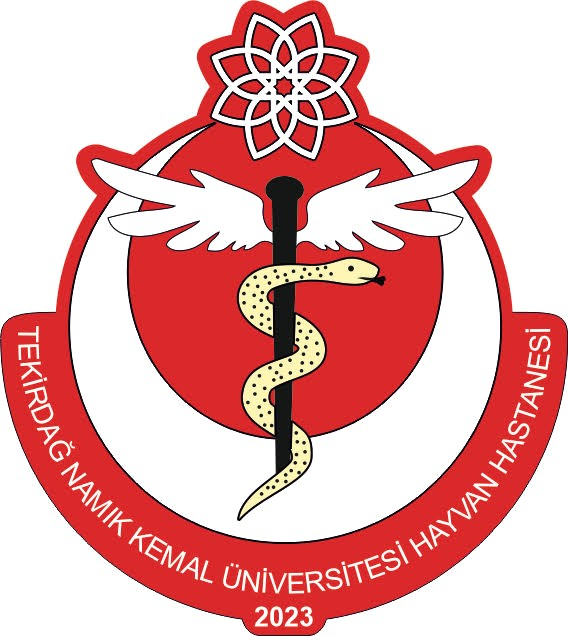 TEKİRDAĞ NAMIK KEMAL ÜNİVERSİTESİ HAYVAN HASTANESİ
2023